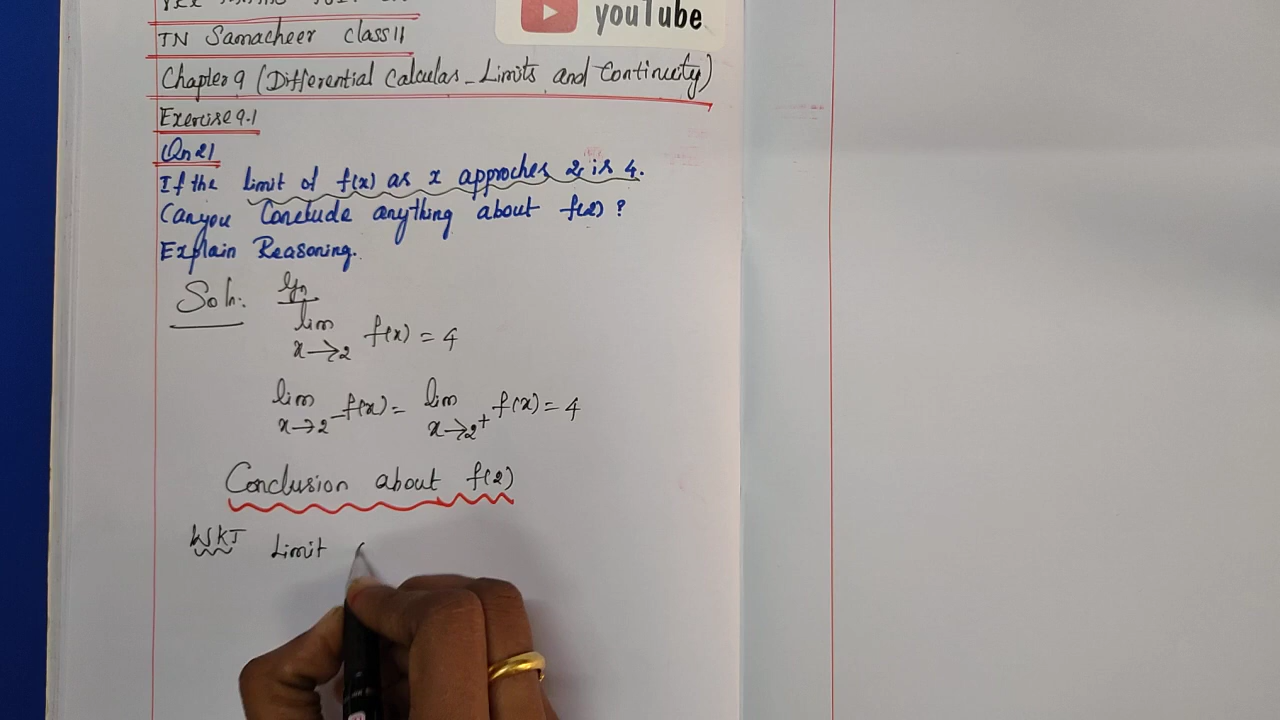 youTube
TN Samacheer class 11
Chapter 9 (Differential Calculas - Limits and Continuity)
Exercise 9.1
Qn 21
If the limit of f(x) as x approches 2, is 4.
Can you Conclude anything about f(2) ?
Explain Reasoning.
Soln. Gn
lim x→2 f(x) = 4
lim x→2⁻ f(x) = lim x→2⁺ f(x) = 4
Conclusion about f(2)
WKT Limit